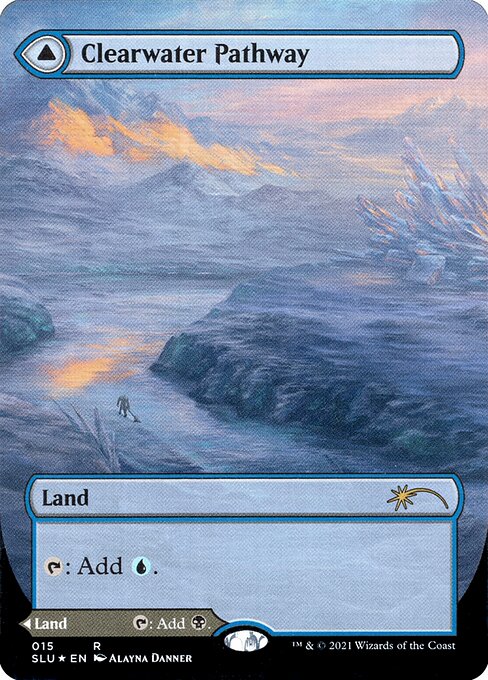 Clearwater Pathway
Land
: Add .
Land : Add .
015 R
SLU ★ EN Alayna Danner
™ & © 2021 Wizards of the Coast